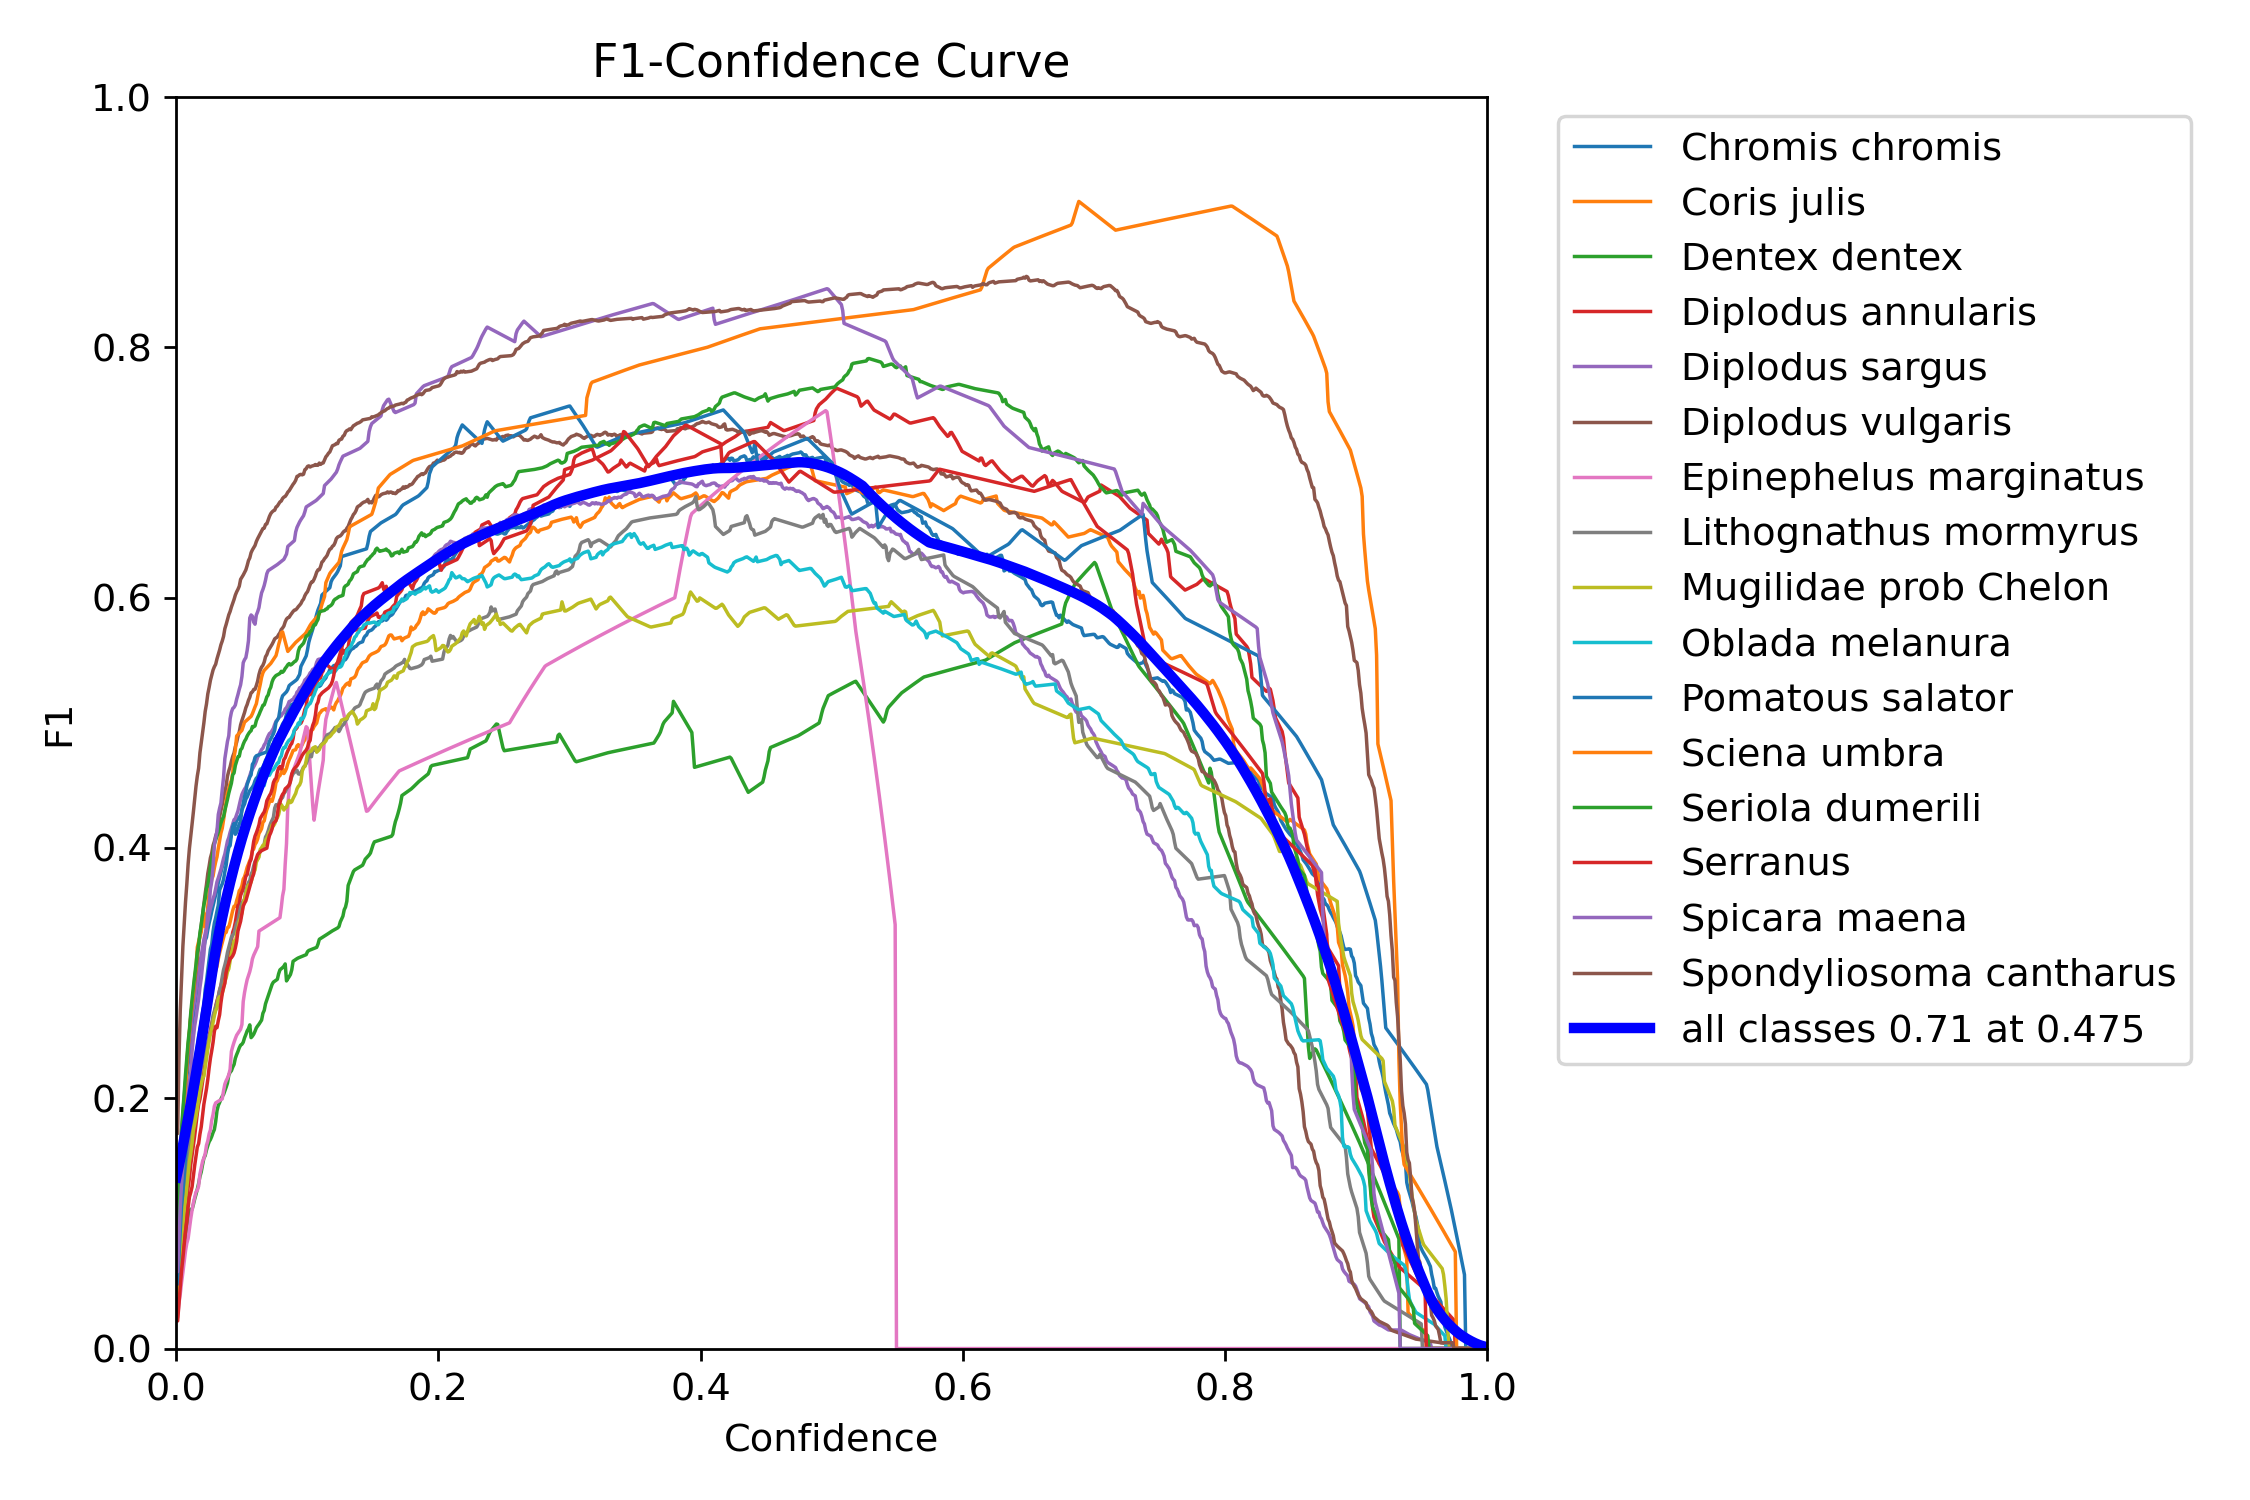 F1-Confidence Curve
1.0
0.8
0.6
0.4
0.2
0.0
F1
0.0 0.2 0.4 0.6 0.8 1.0
Confidence
Chromis chromis
Coris julis
Dentex dentex
Diplodus annularis
Diplodus sargus
Diplodus vulgaris
Epinephelus marginatus
Lithognathus mormyrus
Mugilidae prob Chelon
Oblada melanura
Pomatous salator
Sciena umbra
Seriola dumerili
Serranus
Spicara maena
Spondyliosoma cantharus
all classes 0.71 at 0.475